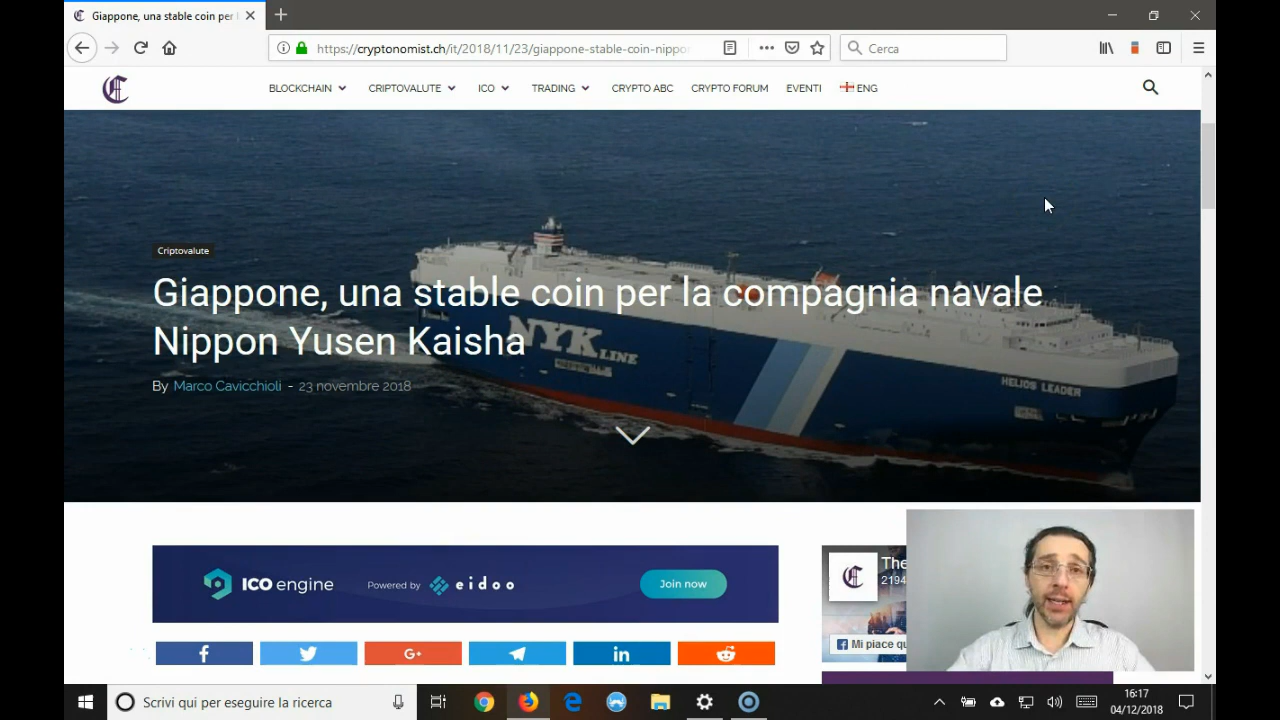 Giappone, una stable coin per l
https://cryptonomist.ch/it/2018/11/23/giappone-stable-coin-nippor
Cerca
BLOCKCHAIN
CRIPTOVALUTE
ICO
TRADING
CRYPTO ABC
CRYPTO FORUM
EVENTI
ENG
Criptovalute
Giappone, una stable coin per la compagnia navale
Nippon Yusen Kaisha
By Marco Cavicchioli - 23 novembre 2018
NYK LINE
HELIOS LEADER
ICO engine
Powered by eidoo
Join now
The
2194
Mi piace qu
G+
Scrivi qui per eseguire la ricerca
16:17
04/12/2018